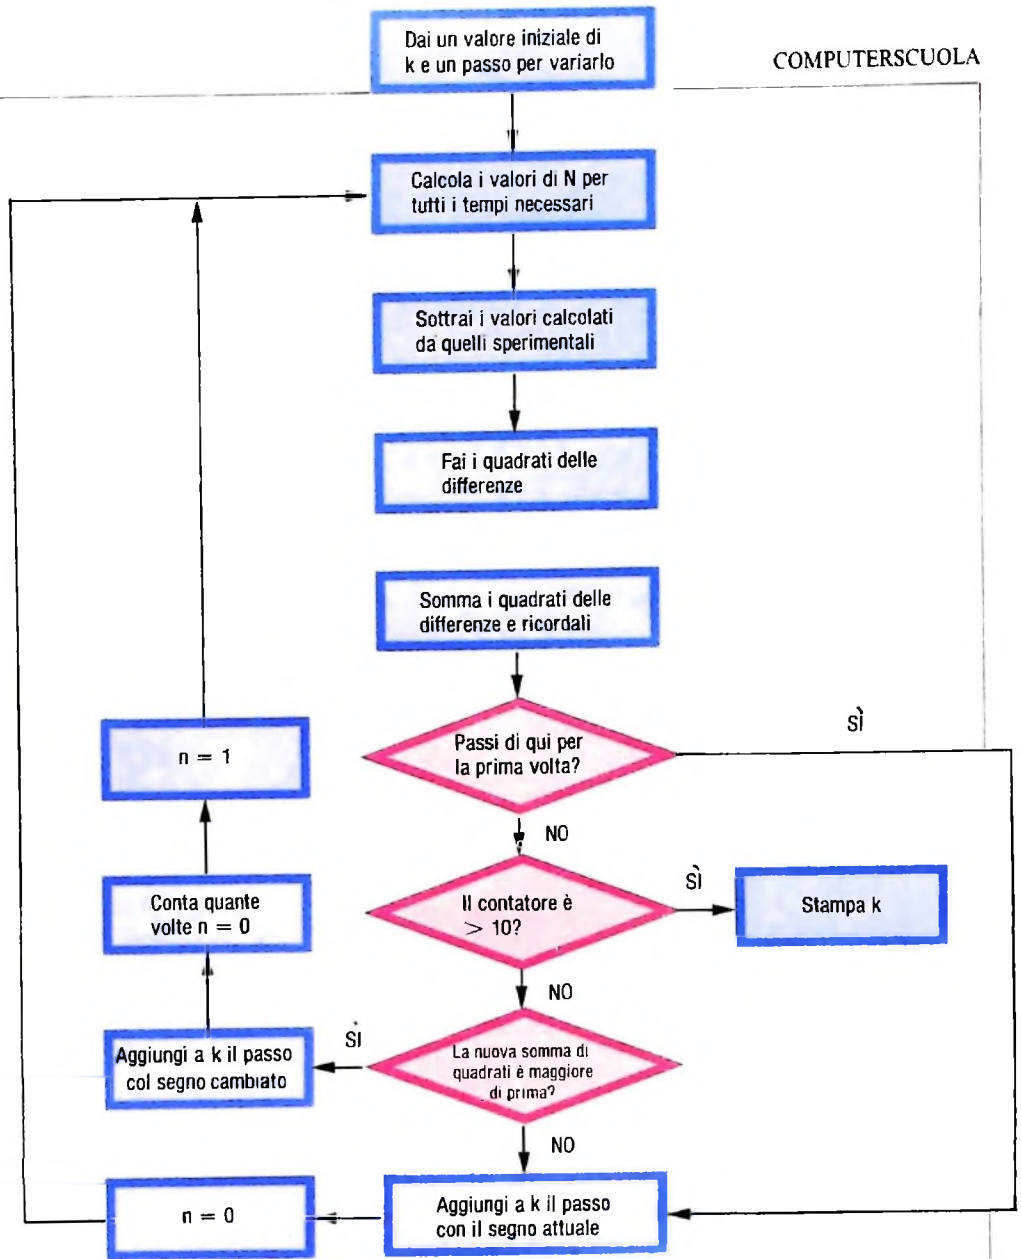 Dai un valore iniziale di
k e un passo per variarlo
COMPUTERSCUOLA
Calcola i valori di N per
tutti i tempi necessari
Sottrai i valori calcolati
da quelli sperimentali
Fai i quadrati delle
differenze
Somma i quadrati delle
differenze e ricordali
Passi di qui per
la prima volta?
SÌ
NO
Il contatore è
> 10?
SÌ
Stampa k
NO
La nuova somma di
quadrati è maggiore
di prima?
SÌ
Aggiungi a k il passo
col segno cambiato
Conta quante
volte n = 0
n = 1
NO
Aggiungi a k il passo
con il segno attuale
n = 0